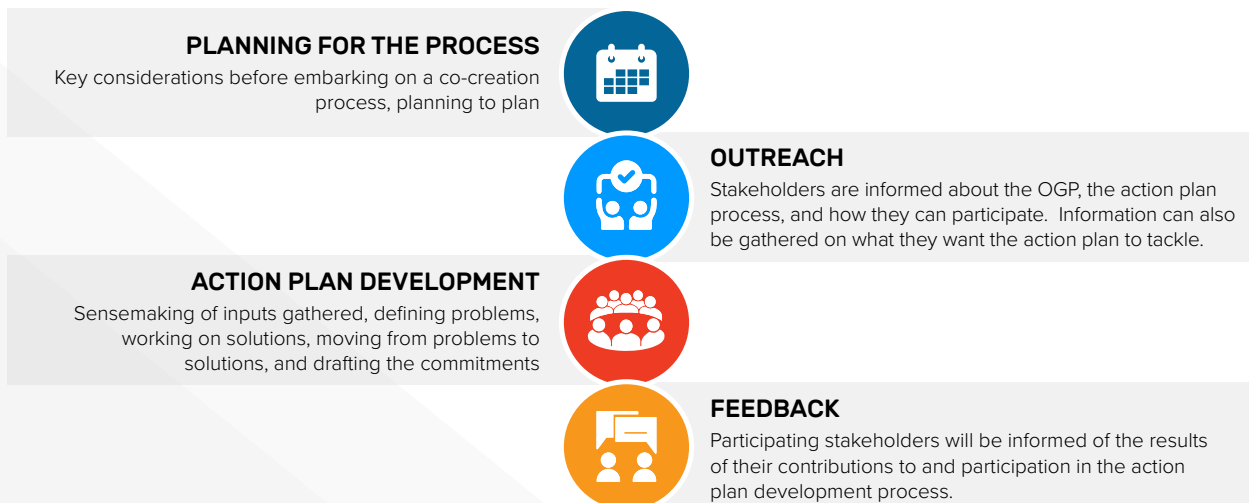 PLANNING FOR THE PROCESS
Key considerations before embarking on a co-creation
process, planning to plan
OUTREACH
Stakeholders are informed about the OGP, the action plan
process, and how they can participate.  Information can also
be gathered on what they want the action plan to tackle.
ACTION PLAN DEVELOPMENT
Sensemaking of inputs gathered, defining problems,
working on solutions, moving from problems to
solutions, and drafting the commitments
FEEDBACK
Participating stakeholders will be informed of the results
of their contributions to and participation in the action
plan development process.